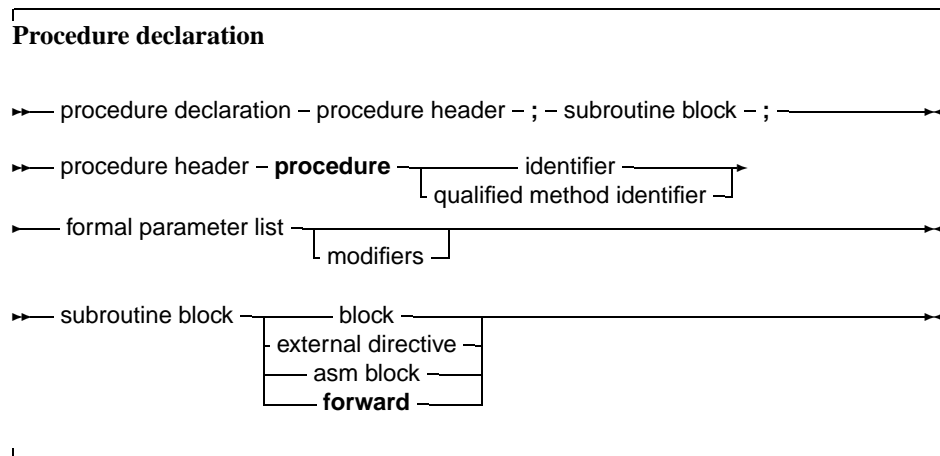 Procedure declaration
procedure declaration procedure header ; subroutine block ;
procedure header procedure identifier
qualified method identifier
formal parameter list
modifiers
subroutine block block
external directive
asm block
forward